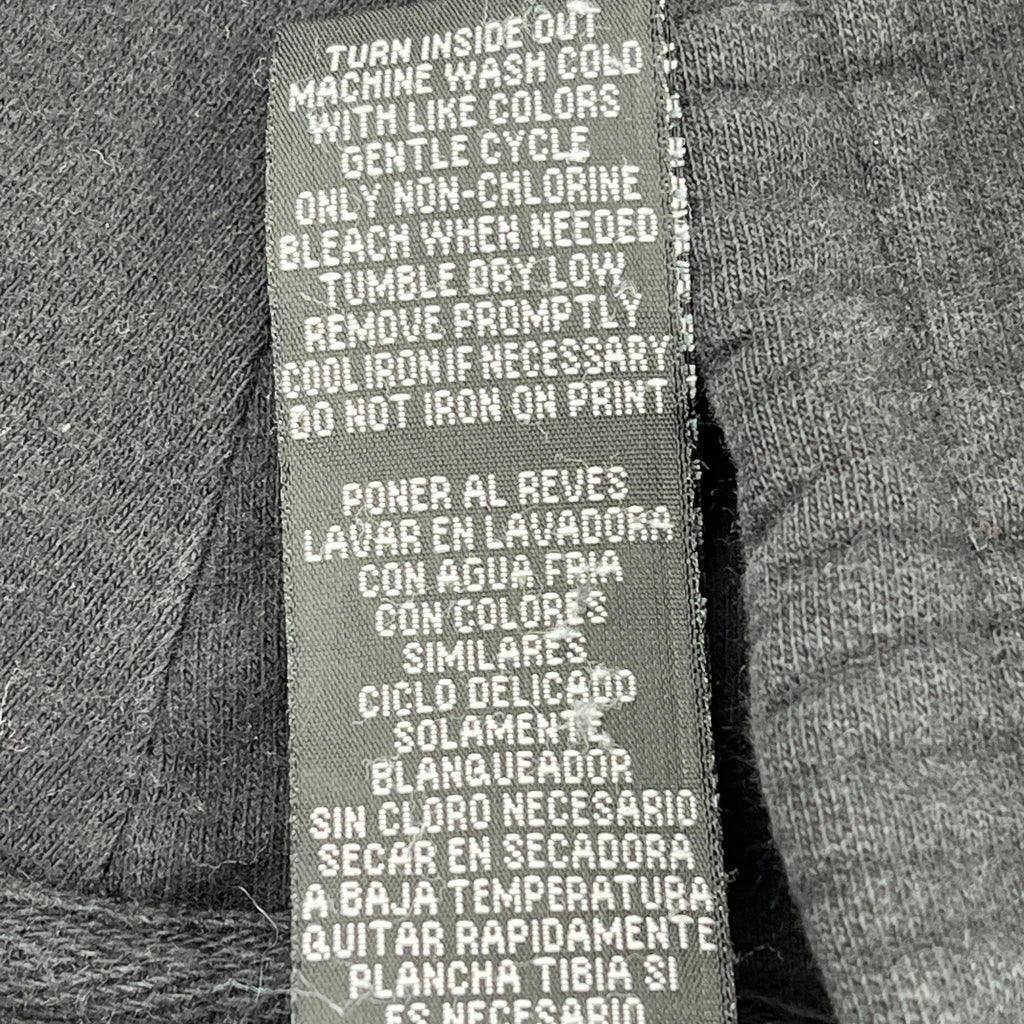 TURN INSIDE OUT
MACHINE WASH COLD
WITH LIKE COLORS
GENTLE CYCLE
ONLY NON-CHLORINE
BLEACH WHEN NEEDED
TUMBLE DRY LOW
REMOVE PROMPTLY
COOL IRON IF NECESSARY
DO NOT IRON ON PRINT
PONER AL REVES
LAVAR EN LAVADORA
CON AGUA FRIA
CON COLORES
SIMILARES
CICLO DELICADO
SOLAMENTE
BLANQUEADOR
SIN CLORO NECESARIO
SECAR EN SECADORA
A BAJA TEMPERATURA
QUITAR RAPIDAMENTE
PLANCHA TIBIA SI
ES NECESARIO